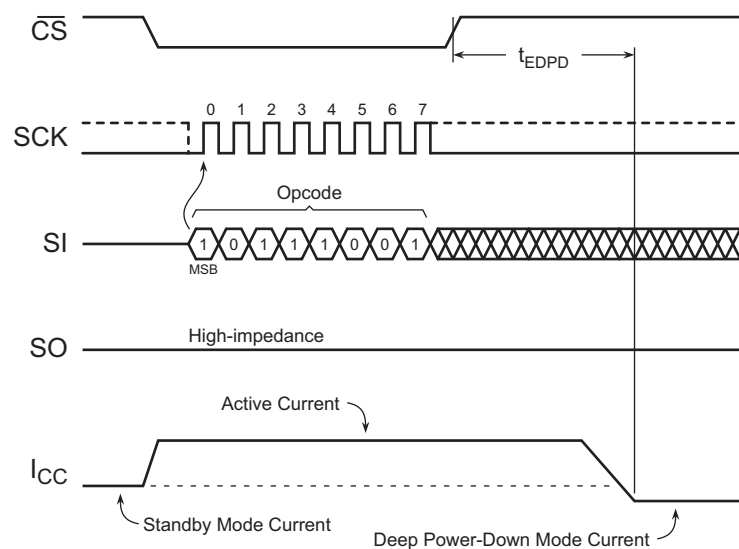 CS
tEDPD
0 1 2 3 4 5 6 7
SCK
Opcode
SI
1 0 1 1 1 0 0 1
MSB
High-impedance
SO
Active Current
ICC
Standby Mode Current
Deep Power-Down Mode Current